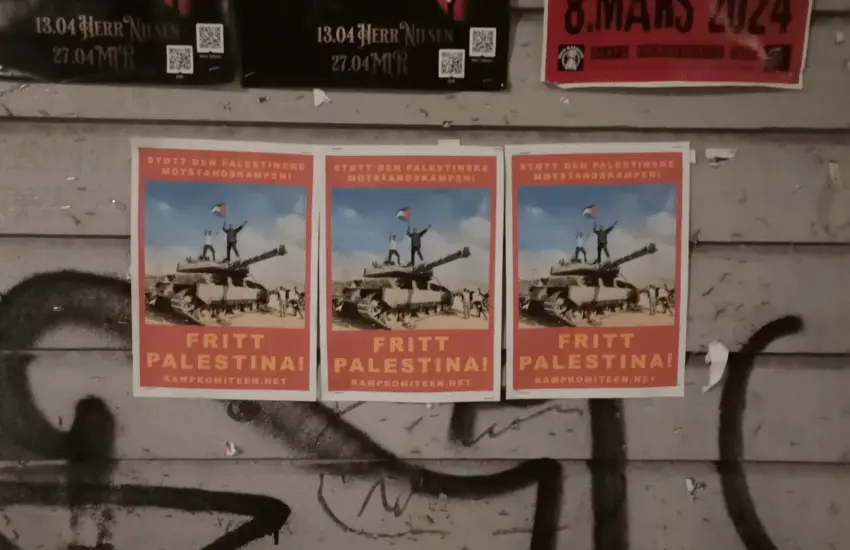 13.04 HERR NILSEN
27.04 MIR
13.04 HERR NILSEN
27.04 MIR
8.MARS 2024
STØTT DEN PALESTINSKE
MOTSTANDSKAMPEN!
FRITT
PALESTINA!
KAMPKOMITEEN.NET
STØTT DEN PALESTINSKE
MOTSTANDSKAMPEN!
FRITT
PALESTINA!
KAMPKOMITEEN.NET
STØTT DEN PALESTINSKE
MOTSTANDSKAMPEN!
FRITT
PALESTINA!
KAMPKOMITEEN.NET